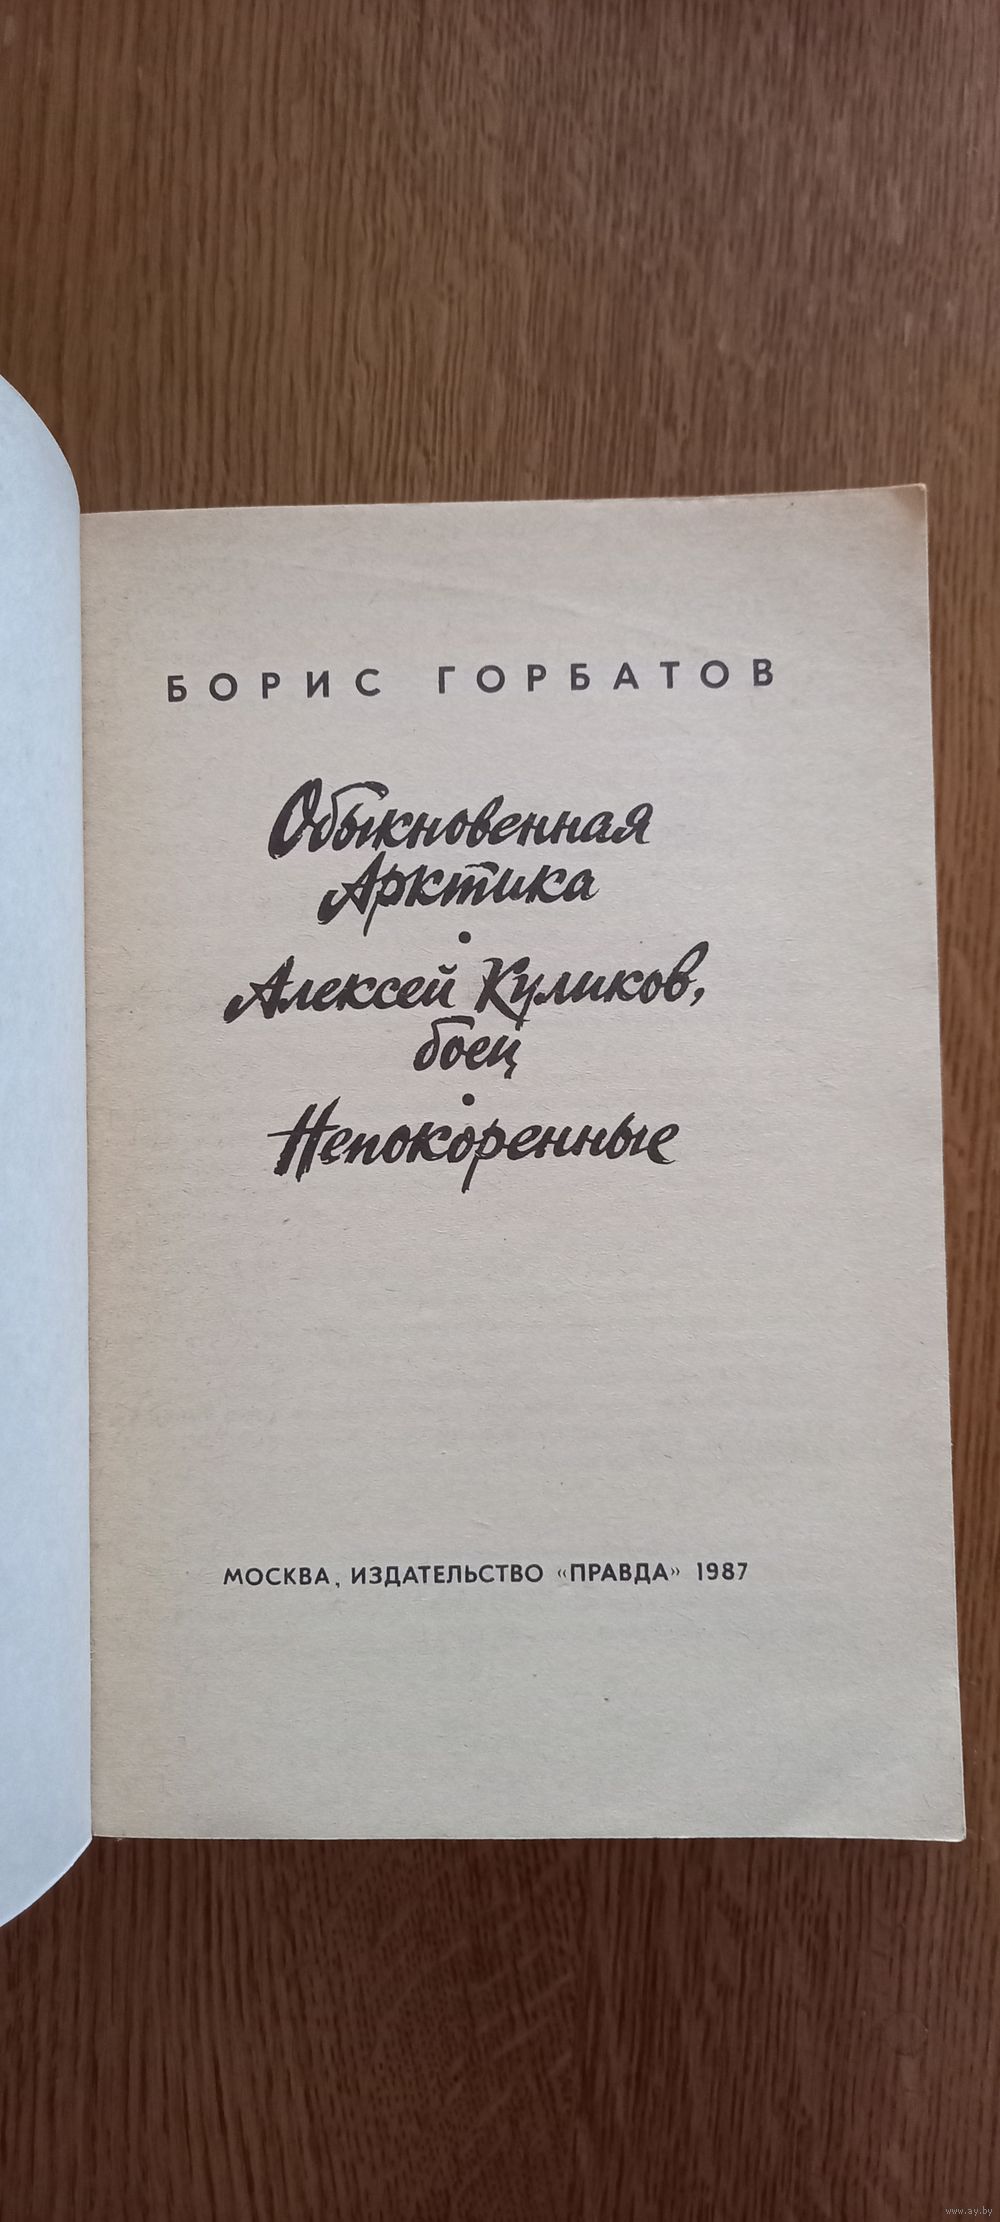 БОРИС ГОРБАТОВ
Обыкновенная
Арктика
•
Алексей Куликов,
боец
•
Непокоренные
МОСКВА, ИЗДАТЕЛЬСТВО «ПРАВДА» 1987
www.ay.by